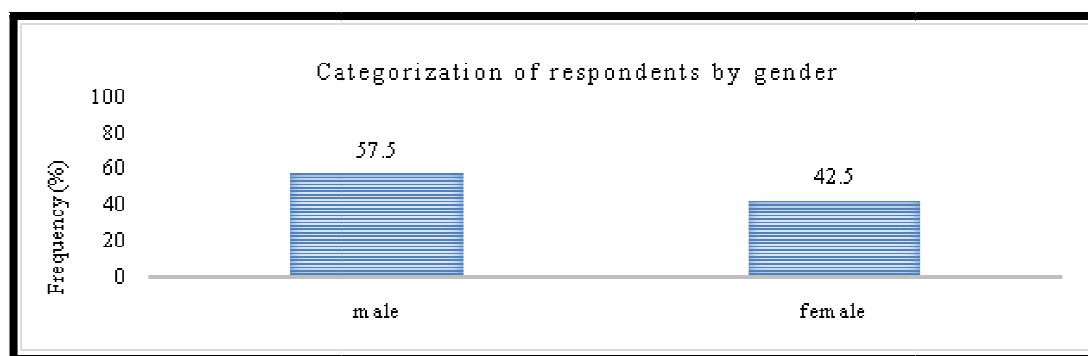 Categorization of respondents by gender
Frequency (%)
100
80
60
40
20
0
57.5
42.5
male
female